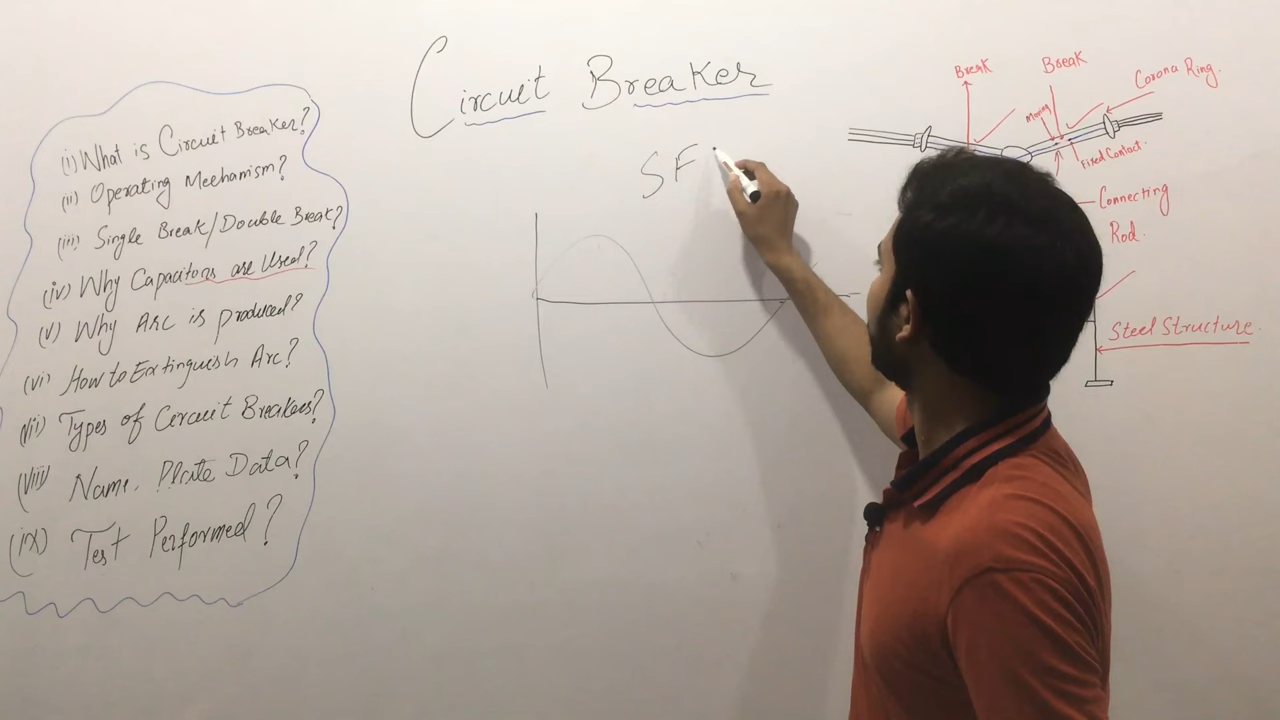 Circuit Breaker
SF
(i) What is Circuit Breaker?
(ii) Operating Mechanism?
(iii) Single Break/Double Break?
(iv) Why Capacitors are Used?
(v) Why Arc is produced?
(vi) How to Extinguish Arc?
(vii) Types of Circuit Breakers?
(viii) Name. Plate Data?
(ix) Test Performed?
Break
Break
Corona Ring.
Moving
Fixed Contact.
Connecting
Rod.
Steel Structure.